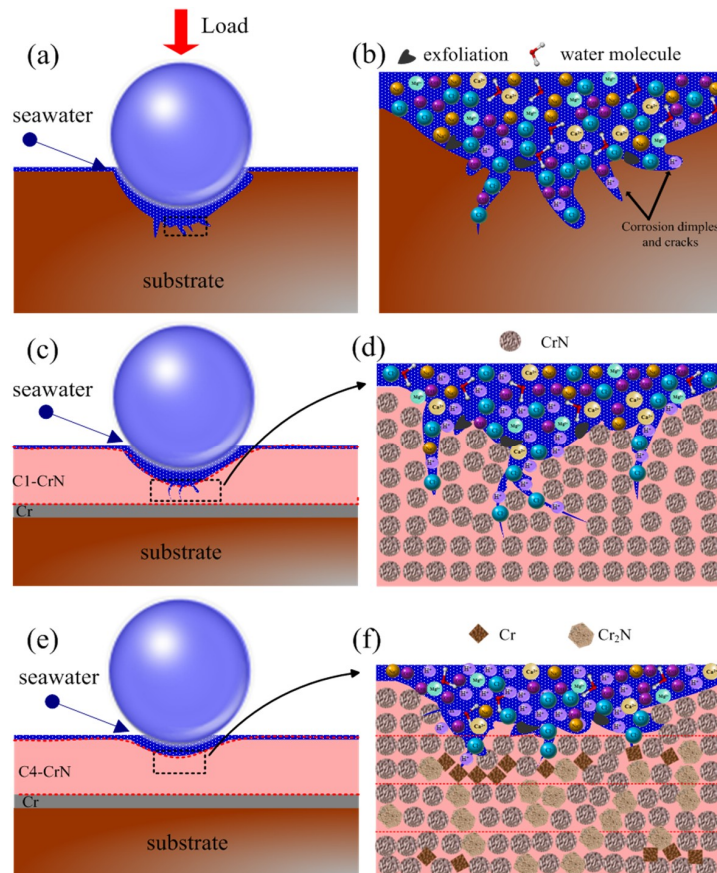 Load
(a)
seawater
substrate
(b)
exfoliation
water molecule
Corrosion dimples
and cracks
(c)
seawater
C1-CrN
Cr
substrate
(d)
CrN
(e)
seawater
C4-CrN
Cr
substrate
(f)
Cr
Cr₂N